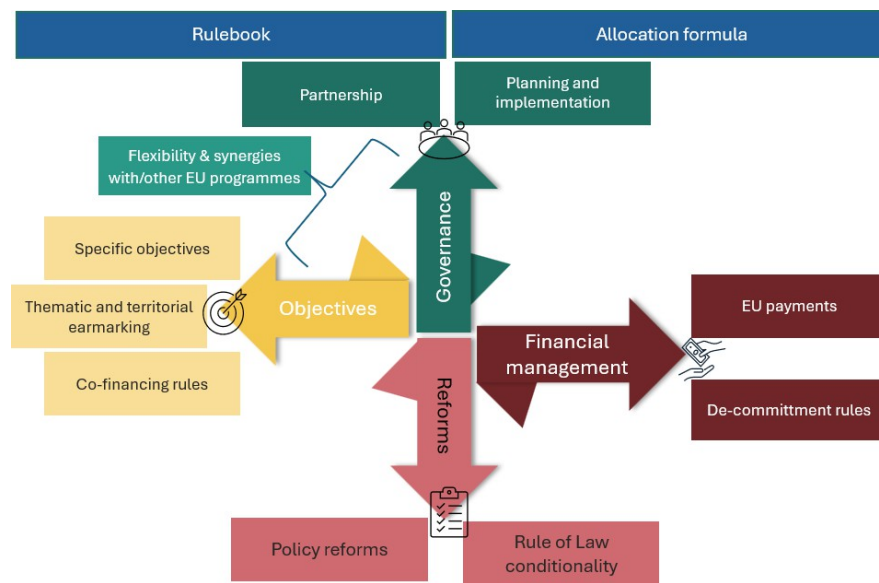 Rulebook
Allocation formula
Partnership
Planning and
implementation
Flexibility & synergies
with/other EU programmes
Governance
Specific objectives
Thematic and territorial
earmarking
Co-financing rules
Objectives
Financial
management
EU payments
De-committment rules
Reforms
Policy reforms
Rule of Law
conditionality